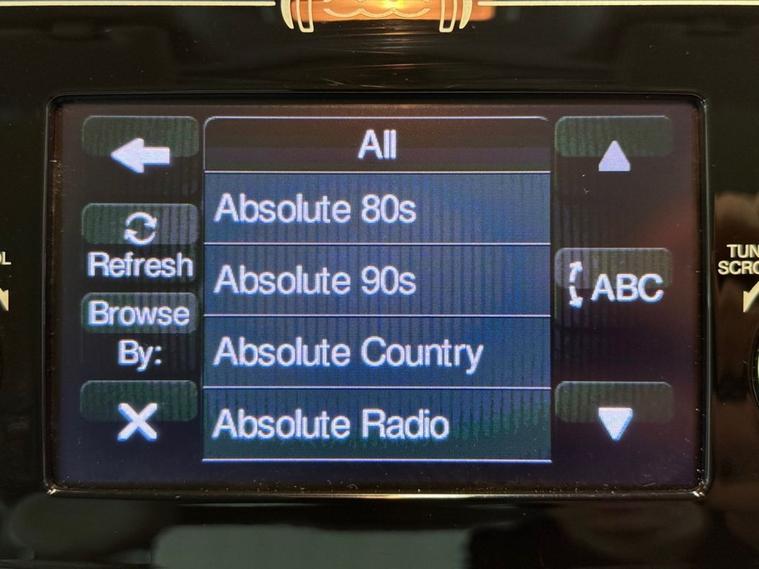 All
Refresh
Browse
By:
Absolute 80s
Absolute 90s
Absolute Country
Absolute Radio
ABC